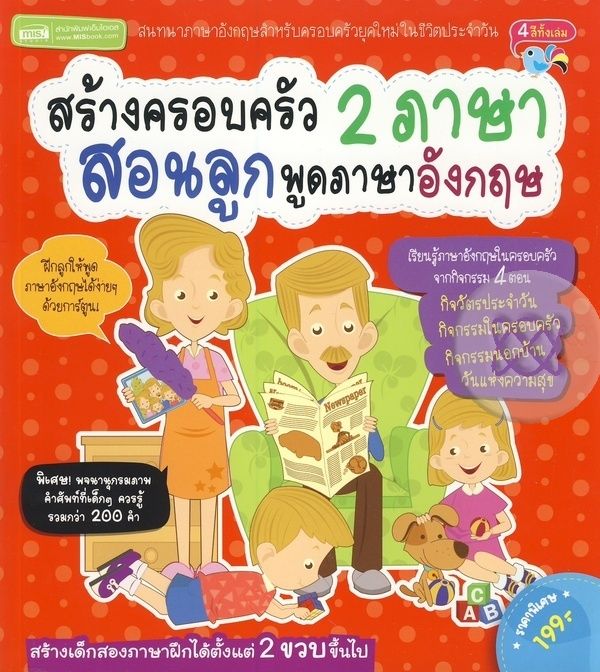 mis
สำนักพิมพ์เอ็มไอเอส
www.MISbook.com
สนทนาภาษาอังกฤษสำหรับครอบครัวยุคใหม่ในชีวิตประจำวัน
4 สีทั้งเล่ม
สร้างครอบครัว 2 ภาษา
สอนลูกพูดภาษาอังกฤษ
ฝึกลูกให้พูด
ภาษาอังกฤษได้ง่ายๆ
ด้วยการ์ตูน!
เรียนรู้ภาษาอังกฤษในครอบครัว
จากกิจกรรม 4 ตอน
กิจวัตรประจำวัน
กิจกรรมในครอบครัว
กิจกรรมนอกบ้าน
วันแห่งความสุข
Newspaper
พิเศษ! พจนานุกรมภาพ
คำศัพท์ที่เด็กๆ ควรรู้
รวมกว่า 200 คำ
C
A B
ราคาพิเศษ
199.-
สร้างเด็กสองภาษาฝึกได้ตั้งแต่ 2 ขวบขึ้นไป